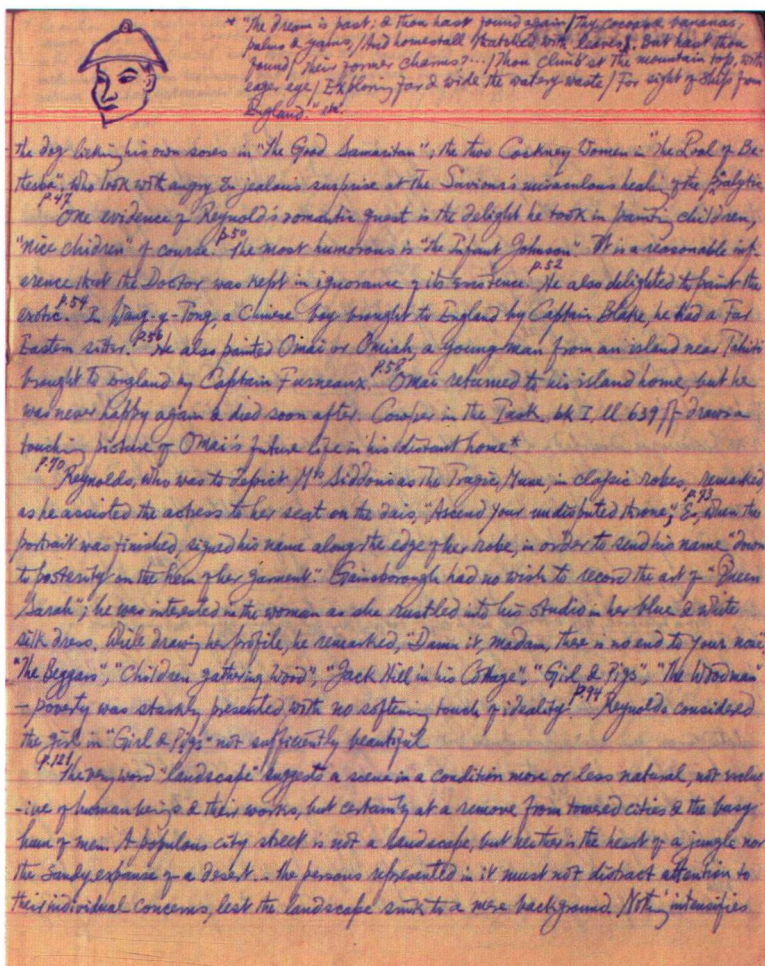 * "The dream is past; & thou hast found again / Thy cocoas & bananas,
palms & yams, / And homestall thatched with leaves /. But hast thou
found / Their former charms? ... / Thou climb'st the mountain top, with
eager eye / Exploring far & wide the watery waste / For sight of ship from
England." etc.
the dog licking his own sores in "The Good Samaritan", the two Cockney Women in "The Pool of Be-
thesda", who look with angry & jealous surprise at the Saviour's miraculous healing of the Paralytic
p.47
One evidence of Reynold's romantic quest is the delight he took in painting children,
"nice chidren" of course. p.50 The most humorous is "The Infant Johnson". It is a reasonable inf-
erence that the Doctor was kept in ignorance of its existence. p.52 He also delighted to paint the
exotic. p.54 In Wang-y-Tong, a Chinese boy brought to England by Captain Blake, he had a Far
Eastern sitter. p.56 He also painted Omai or Omiah, a young man from an island near Tahiti
brought to England by Captain Furneaux. p.58 Omai returned to his island home, but he
was never happy again & died soon after. Cowper in the Task, bk I, ll 639 ff draws a
touching picture of Omai's future life in his distant home*
p.90 Reynolds, who was to depict Mrs Siddons as the Tragic Muse, in classic robes, remarked
as he assisted the actress to her seat on the dais, "Ascend your undisputed throne", p.93 &, when the
portrait was finished, signed his name along the edge of her robe, in order to send his name "down
to posterity on the hem of her garment." Gainsborough had no wish to record the art of "Queen
Sarah"; he was interested in the woman as she rustled into his studio in her blue & white
silk dress. While drawing her profile, he remarked, "Damn it, madam, there is no end to your nose",
"The Beggars", "Children gathering Wood", "Jack Hill in his Cottage", "Girl & Pigs", "The Woodman"
- poverty was starkly presented with no softening touch of ideality. p.94 Reynolds considered
the girl in "Girl & Pigs" not sufficiently beautiful
p.121
The very word "landscape" suggests a scene in a condition more or less natural, not exclus
-ive of human beings & their works, but certainly at a remove from towered cities & the busy
hum of men. A populous city street is not a landscape, but neither is the heart of a jungle nor
the sandy expanse of a desert. .. the persons represented in it must not distract attention to
their individual concerns, lest the landscape sinks to a mere background. intensifies